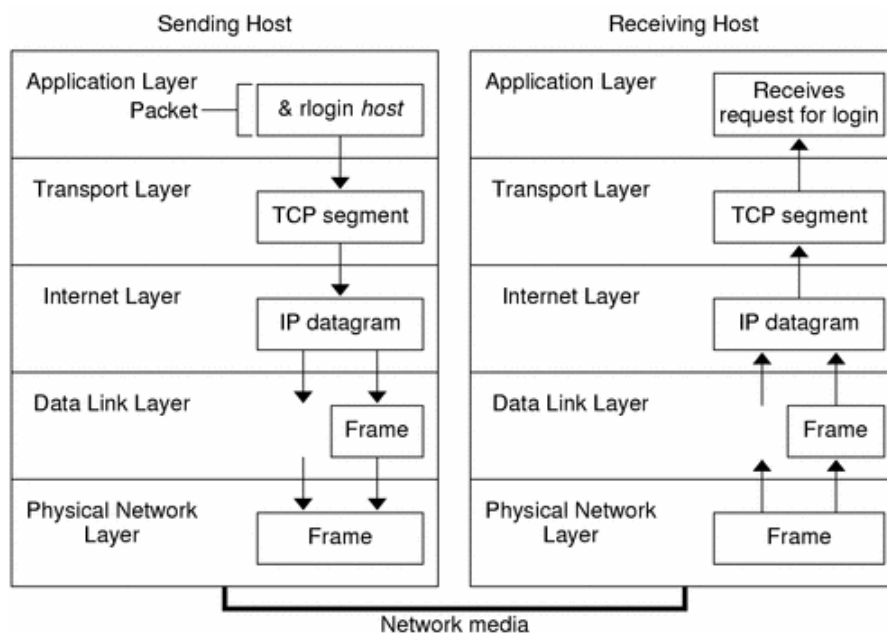 Sending Host
Application Layer
Packet
& rlogin host
Transport Layer
TCP segment
Internet Layer
IP datagram
Data Link Layer
Frame
Physical Network
Layer
Frame
Receiving Host
Application Layer
Receives
request for login
Transport Layer
TCP segment
Internet Layer
IP datagram
Data Link Layer
Frame
Physical Network
Layer
Frame
Network media